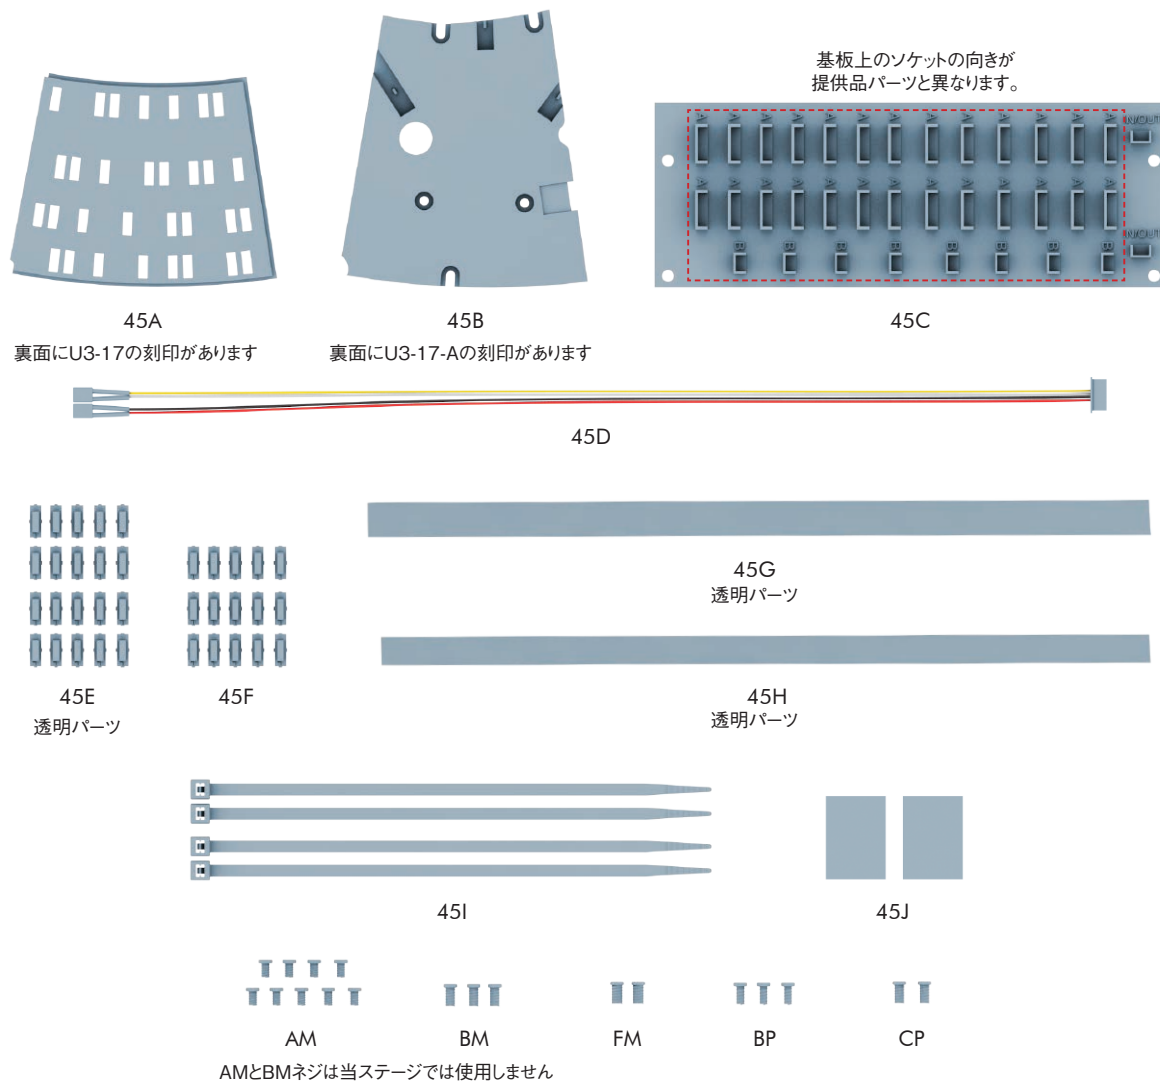 基板上のソケットの向きが
提供品パーツと異なります。
A A A A A A A A A A A A A
IN/OUT
A A A A A A A A A A A A A
IN/OUT
B B B B B B B B
45A
裏面にU3-17の刻印があります
45B
裏面にU3-17-Aの刻印があります
45C
45D
45E
透明パーツ
45F
45G
透明パーツ
45H
透明パーツ
45I
45J
AM
BM
FM
BP
CP
AMとBMネジは当ステージでは使用しません